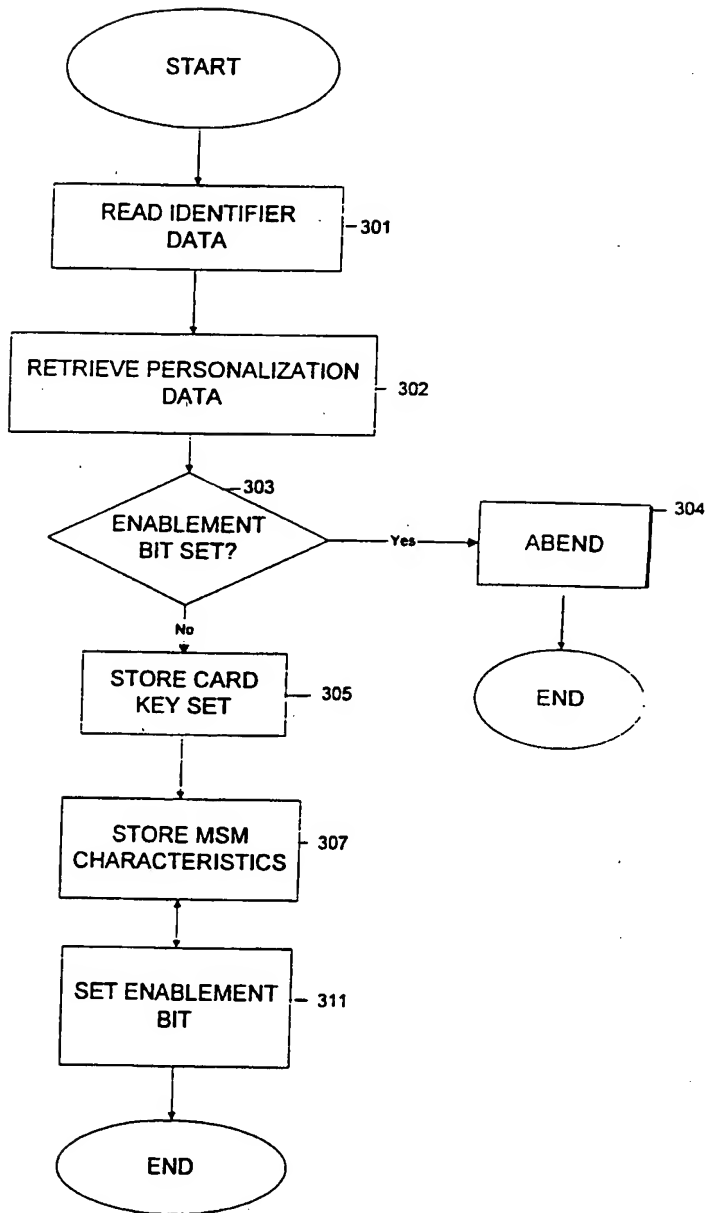 START
READ IDENTIFIER
DATA
301
RETRIEVE PERSONALIZATION
DATA
302
303
ENABLEMENT
BIT SET?
Yes
304
ABEND
No
STORE CARD
KEY SET
305
END
STORE MSM
CHARACTERISTICS
307
SET ENABLEMENT
BIT
311
END